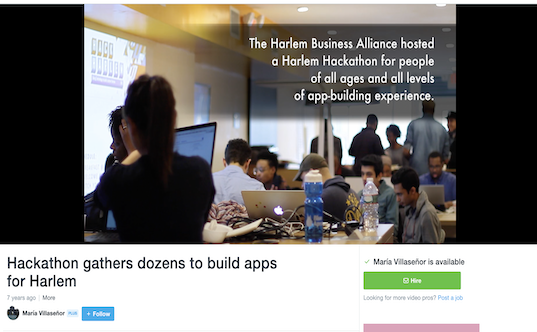 The Harlem Business Alliance hosted
a Harlem Hackathon for people
of all ages and all levels
of app-building experience.
Hackathon gathers dozens to build apps
for Harlem
7 years ago | More
María Villaseñor PLUS + Follow
María Villaseñor is available
Hire
Looking for more video pros? Post a job